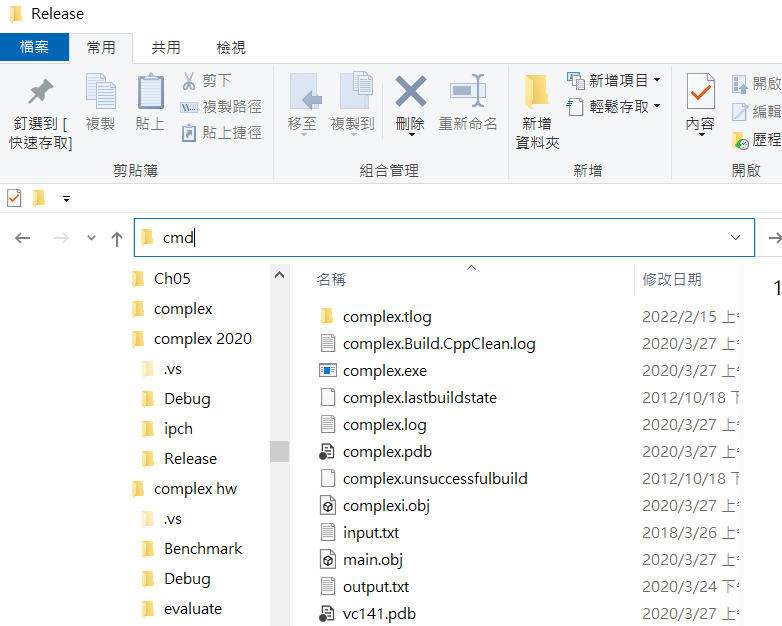 Release
檔案 常用 共用 檢視
釘選到 [
快速存取]
複製
貼上
剪下
複製路徑
貼上捷徑
剪貼簿
移至
複製到
刪除
重新命名
組合管理
新增
資料夾
新增項目
輕鬆存取
新增
內容
開啟
編輯
歷程
開啟
cmd
Ch05
complex
complex 2020
.vs
Debug
ipch
Release
complex hw
.vs
Benchmark
Debug
evaluate
名稱 修改日期
complex.tlog 2022/2/15 上
complex.Build.CppClean.log 2020/3/27 上
complex.exe 2020/3/27 上
complex.lastbuildstate 2012/10/18 下
complex.log 2020/3/27 上
complex.pdb 2020/3/27 上
complex.unsuccessfulbuild 2012/10/18 下
complexi.obj 2020/3/27 上
input.txt 2018/3/26 上
main.obj 2020/3/27 上
output.txt 2020/3/24 下
vc141.pdb 2020/3/27 上
1